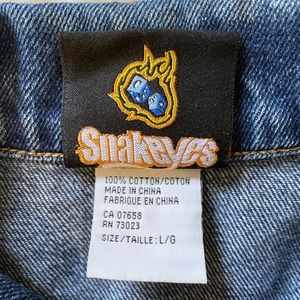 Snakeyes
100% COTTON/COTON
MADE IN CHINA
FABRIQUE EN CHINA
CA 07658
RN 73023
SIZE/TAILLE: L/G